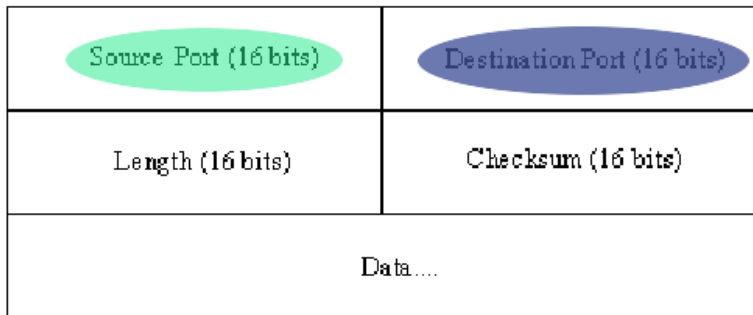 Source Port (16 bits)
Destination Port (16 bits)
Length (16 bits)
Checksum (16 bits)
Data....